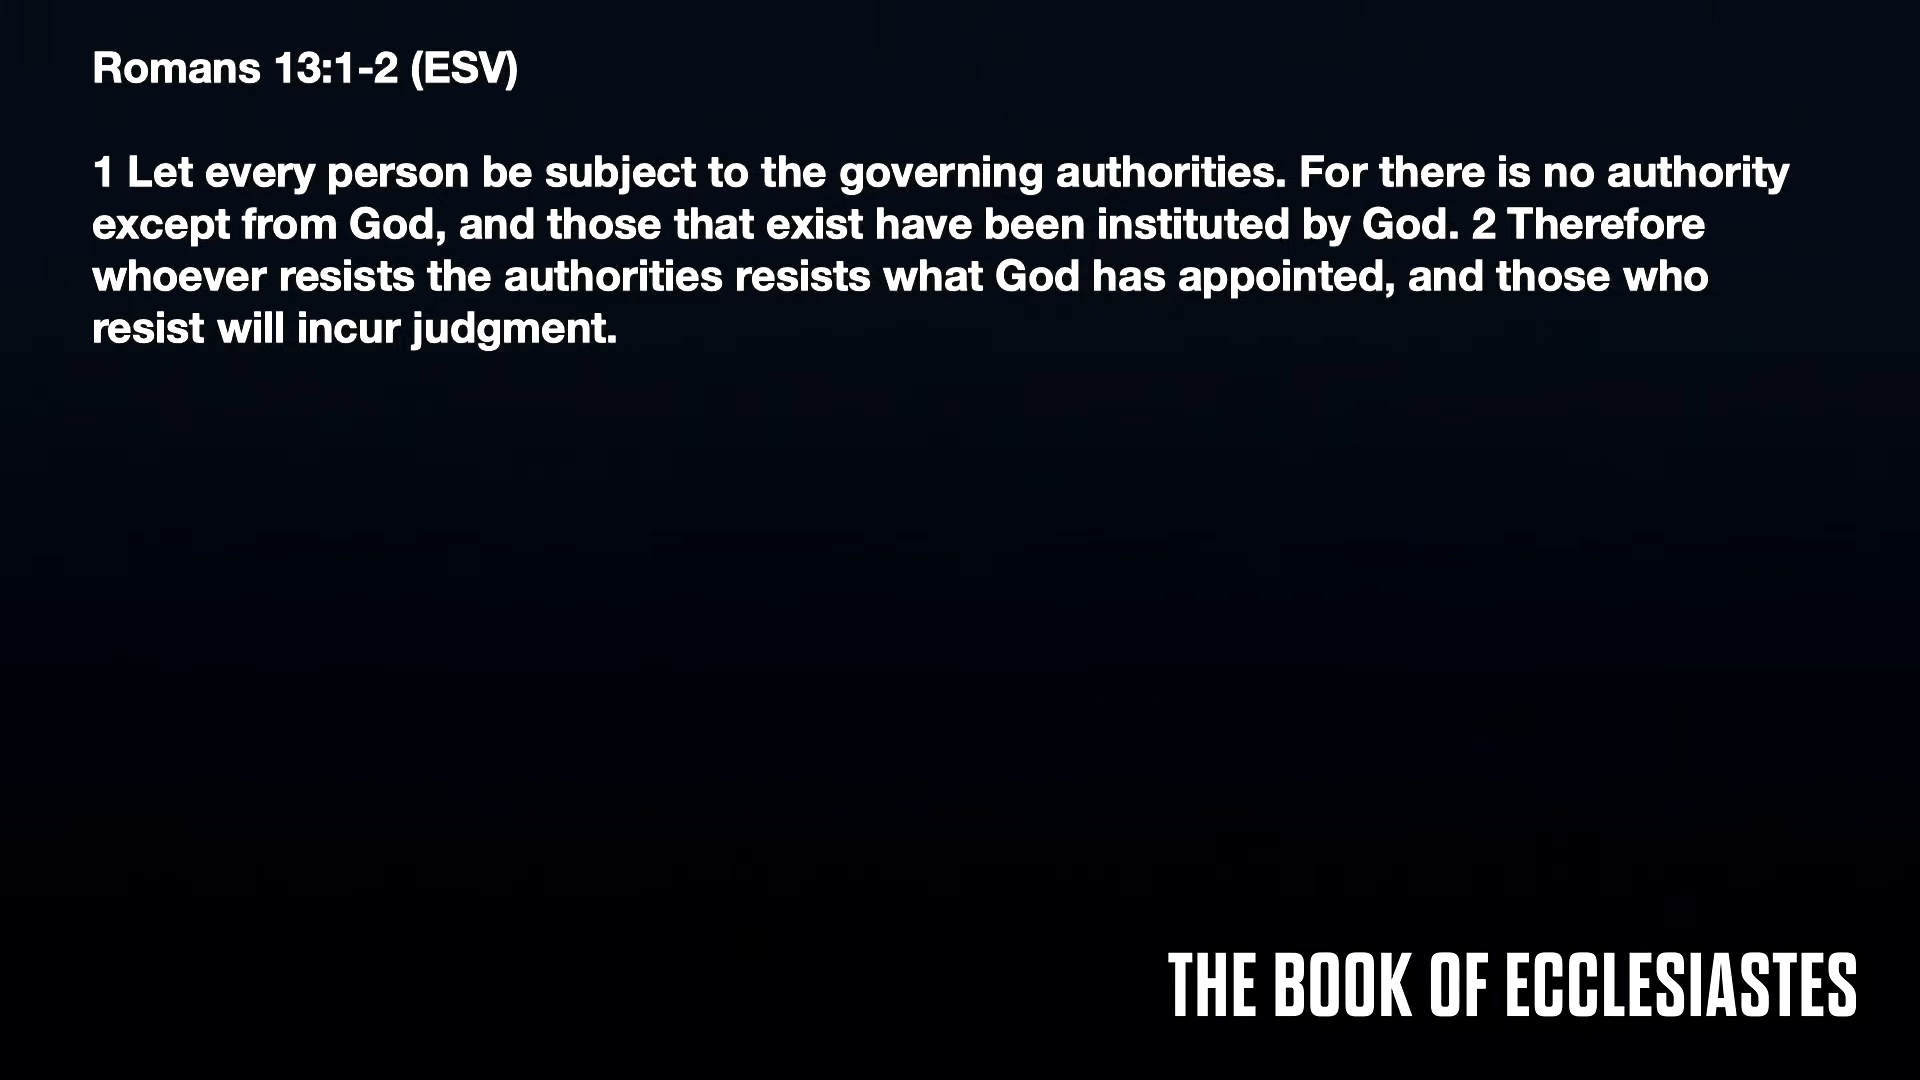 Romans 13:1-2 (ESV)
1 Let every person be subject to the governing authorities. For there is no authority
except from God, and those that exist have been instituted by God. 2 Therefore
whoever resists the authorities resists what God has appointed, and those who
resist will incur judgment.
THE BOOK OF ECCLESIASTES